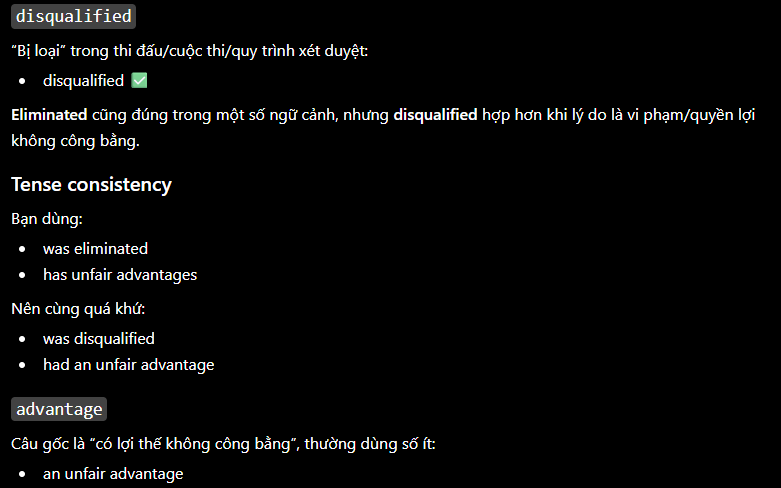 disqualified
“Bị loại” trong thi đấu/cuộc thi/quy trình xét duyệt:
• disqualified ✅
Eliminated cũng đúng trong một số ngữ cảnh, nhưng disqualified hợp hơn khi lý do là vi phạm/quyền lợi
không công bằng.
Tense consistency
Bạn dùng:
• was eliminated
• has unfair advantages
Nên cùng quá khứ:
• was disqualified
• had an unfair advantage
advantage
Câu gốc là “có lợi thế không công bằng”, thường dùng số ít:
• an unfair advantage